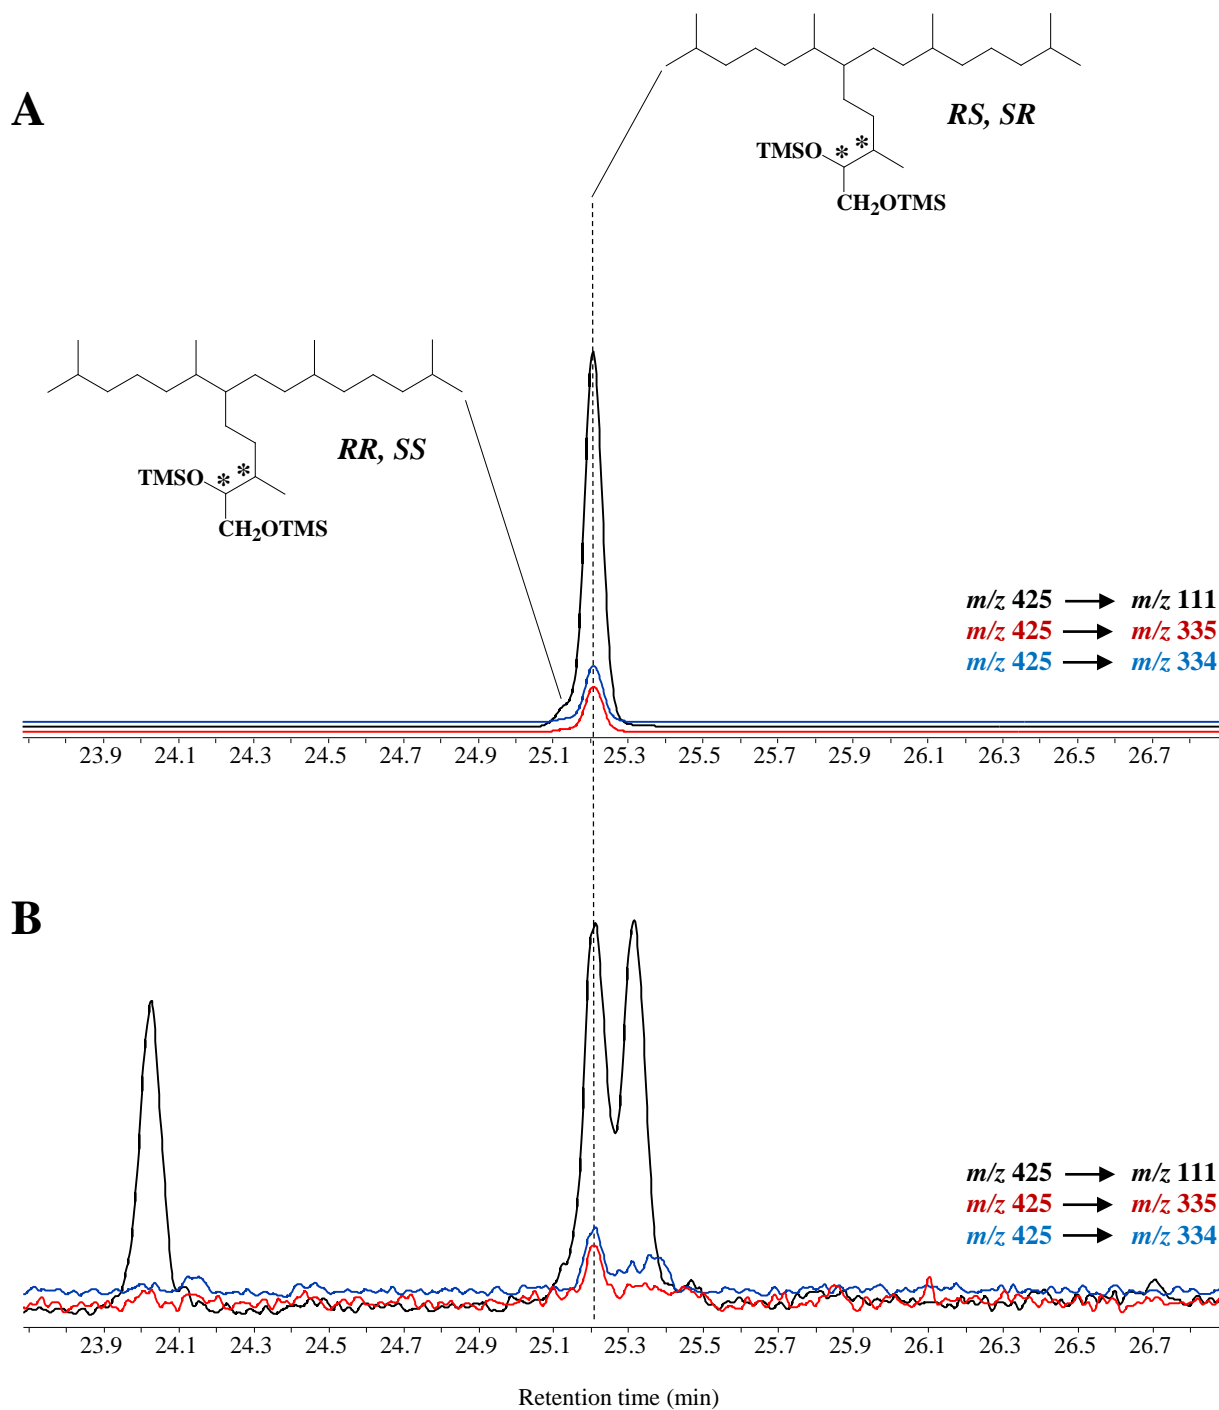 A
RS, SR
TMSO * *
CH2OTMS
RR, SS
TMSO * *
CH2OTMS
m/z 425 → m/z 111
m/z 425 → m/z 335
m/z 425 → m/z 334
23.9 24.1 24.3 24.5 24.7 24.9 25.1 25.3 25.5 25.7 25.9 26.1 26.3 26.5 26.7
B
m/z 425 → m/z 111
m/z 425 → m/z 335
m/z 425 → m/z 334
23.9 24.1 24.3 24.5 24.7 24.9 25.1 25.3 25.5 25.7 25.9 26.1 26.3 26.5 26.7
Retention time (min)